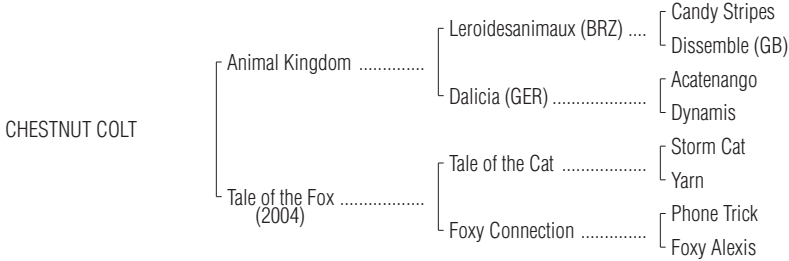 Candy Stripes
Leroidesanimaux (BRZ) ....
Dissemble (GB)
Animal Kingdom ..............
Acatenango
Dalicia (GER) ....................
Dynamis
CHESTNUT COLT
Storm Cat
Tale of the Cat ..................
Yarn
Tale of the Fox ..................
(2004)
Phone Trick
Foxy Connection ..............
Foxy Alexis